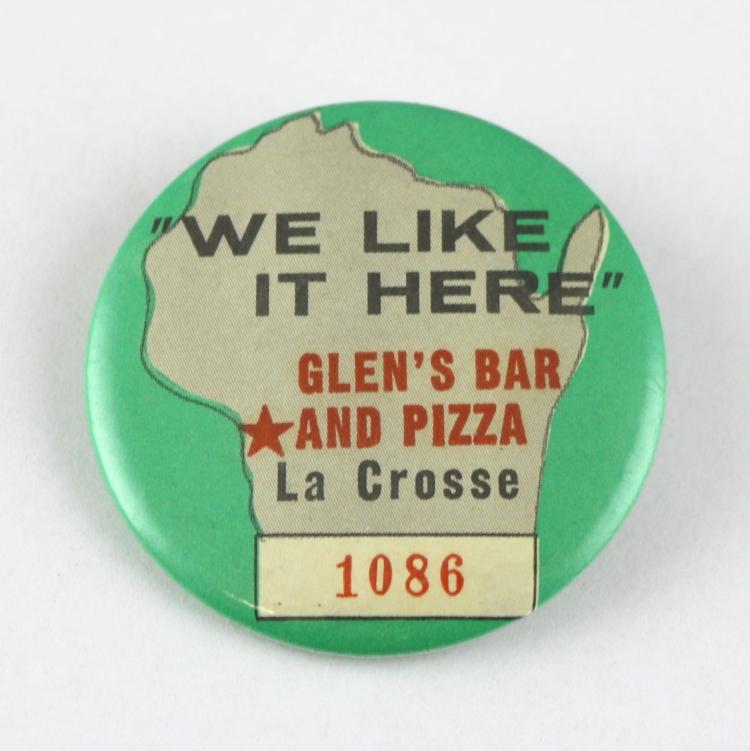 "WE LIKE
IT HERE"
GLEN'S BAR
AND PIZZA
La Crosse
1086